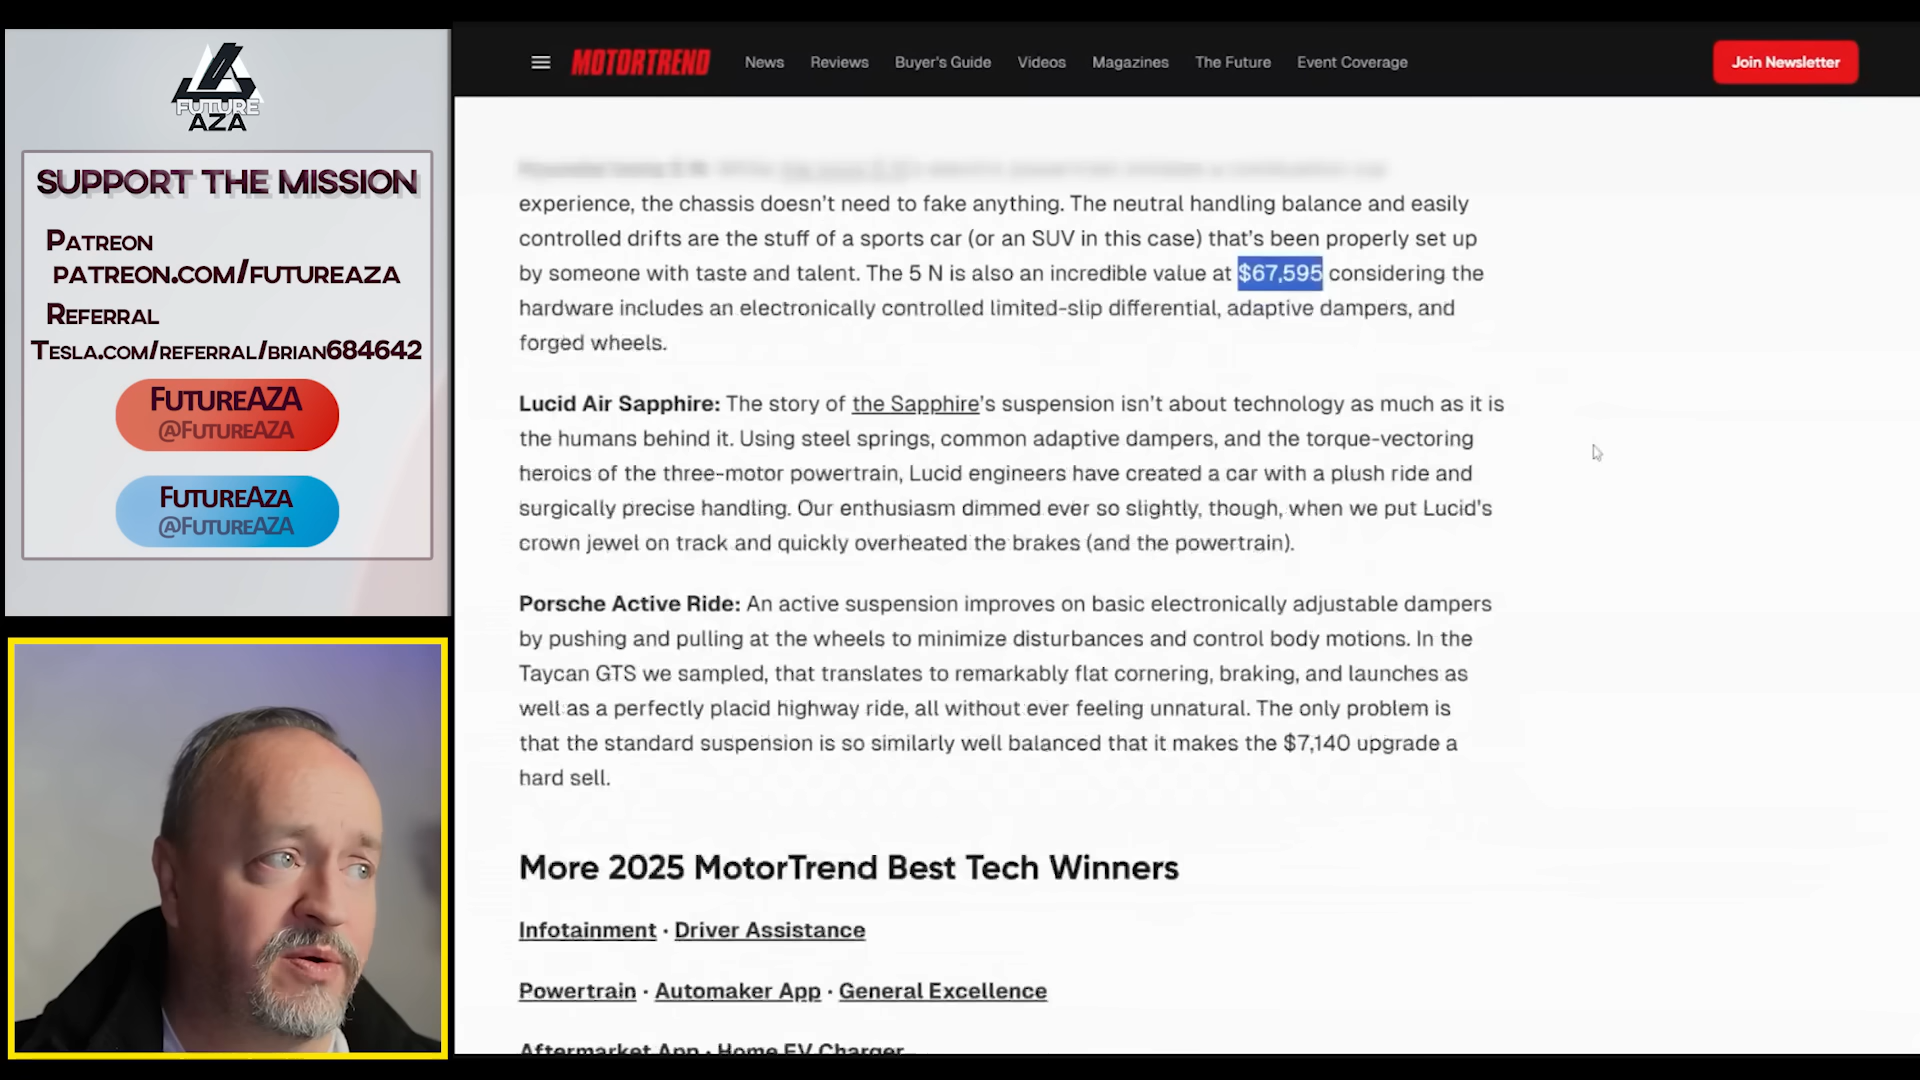 FUTURE
AZA
SUPPORT THE MISSION
PATREON
PATREON.COM/FUTUREAZA
REFERRAL
TESLA.COM/REFERRAL/BRIAN684642
FUTUREAZA
@FUTUREAZA
FUTUREAZA
@FUTUREAZA
MOTORTREND News Reviews Buyer's Guide Videos Magazines The Future Event Coverage Join Newsletter
experience, the chassis doesn't need to fake anything. The neutral handling balance and easily
controlled drifts are the stuff of a sports car (or an SUV in this case) that's been properly set up
by someone with taste and talent. The 5 N is also an incredible value at $67,595 considering the
hardware includes an electronically controlled limited-slip differential, adaptive dampers, and
forged wheels.
Lucid Air Sapphire: The story of the Sapphire's suspension isn't about technology as much as it is
the humans behind it. Using steel springs, common adaptive dampers, and the torque-vectoring
heroics of the three-motor powertrain, Lucid engineers have created a car with a plush ride and
surgically precise handling. Our enthusiasm dimmed ever so slightly, though, when we put Lucid's
crown jewel on track and quickly overheated the brakes (and the powertrain).
Porsche Active Ride: An active suspension improves on basic electronically adjustable dampers
by pushing and pulling at the wheels to minimize disturbances and control body motions. In the
Taycan GTS we sampled, that translates to remarkably flat cornering, braking, and launches as
well as a perfectly placid highway ride, all without ever feeling unnatural. The only problem is
that the standard suspension is so similarly well balanced that it makes the $7,140 upgrade a
hard sell.
More 2025 MotorTrend Best Tech Winners
Infotainment · Driver Assistance
Powertrain · Automaker App · General Excellence
Aftermarket App · Home EV Charger